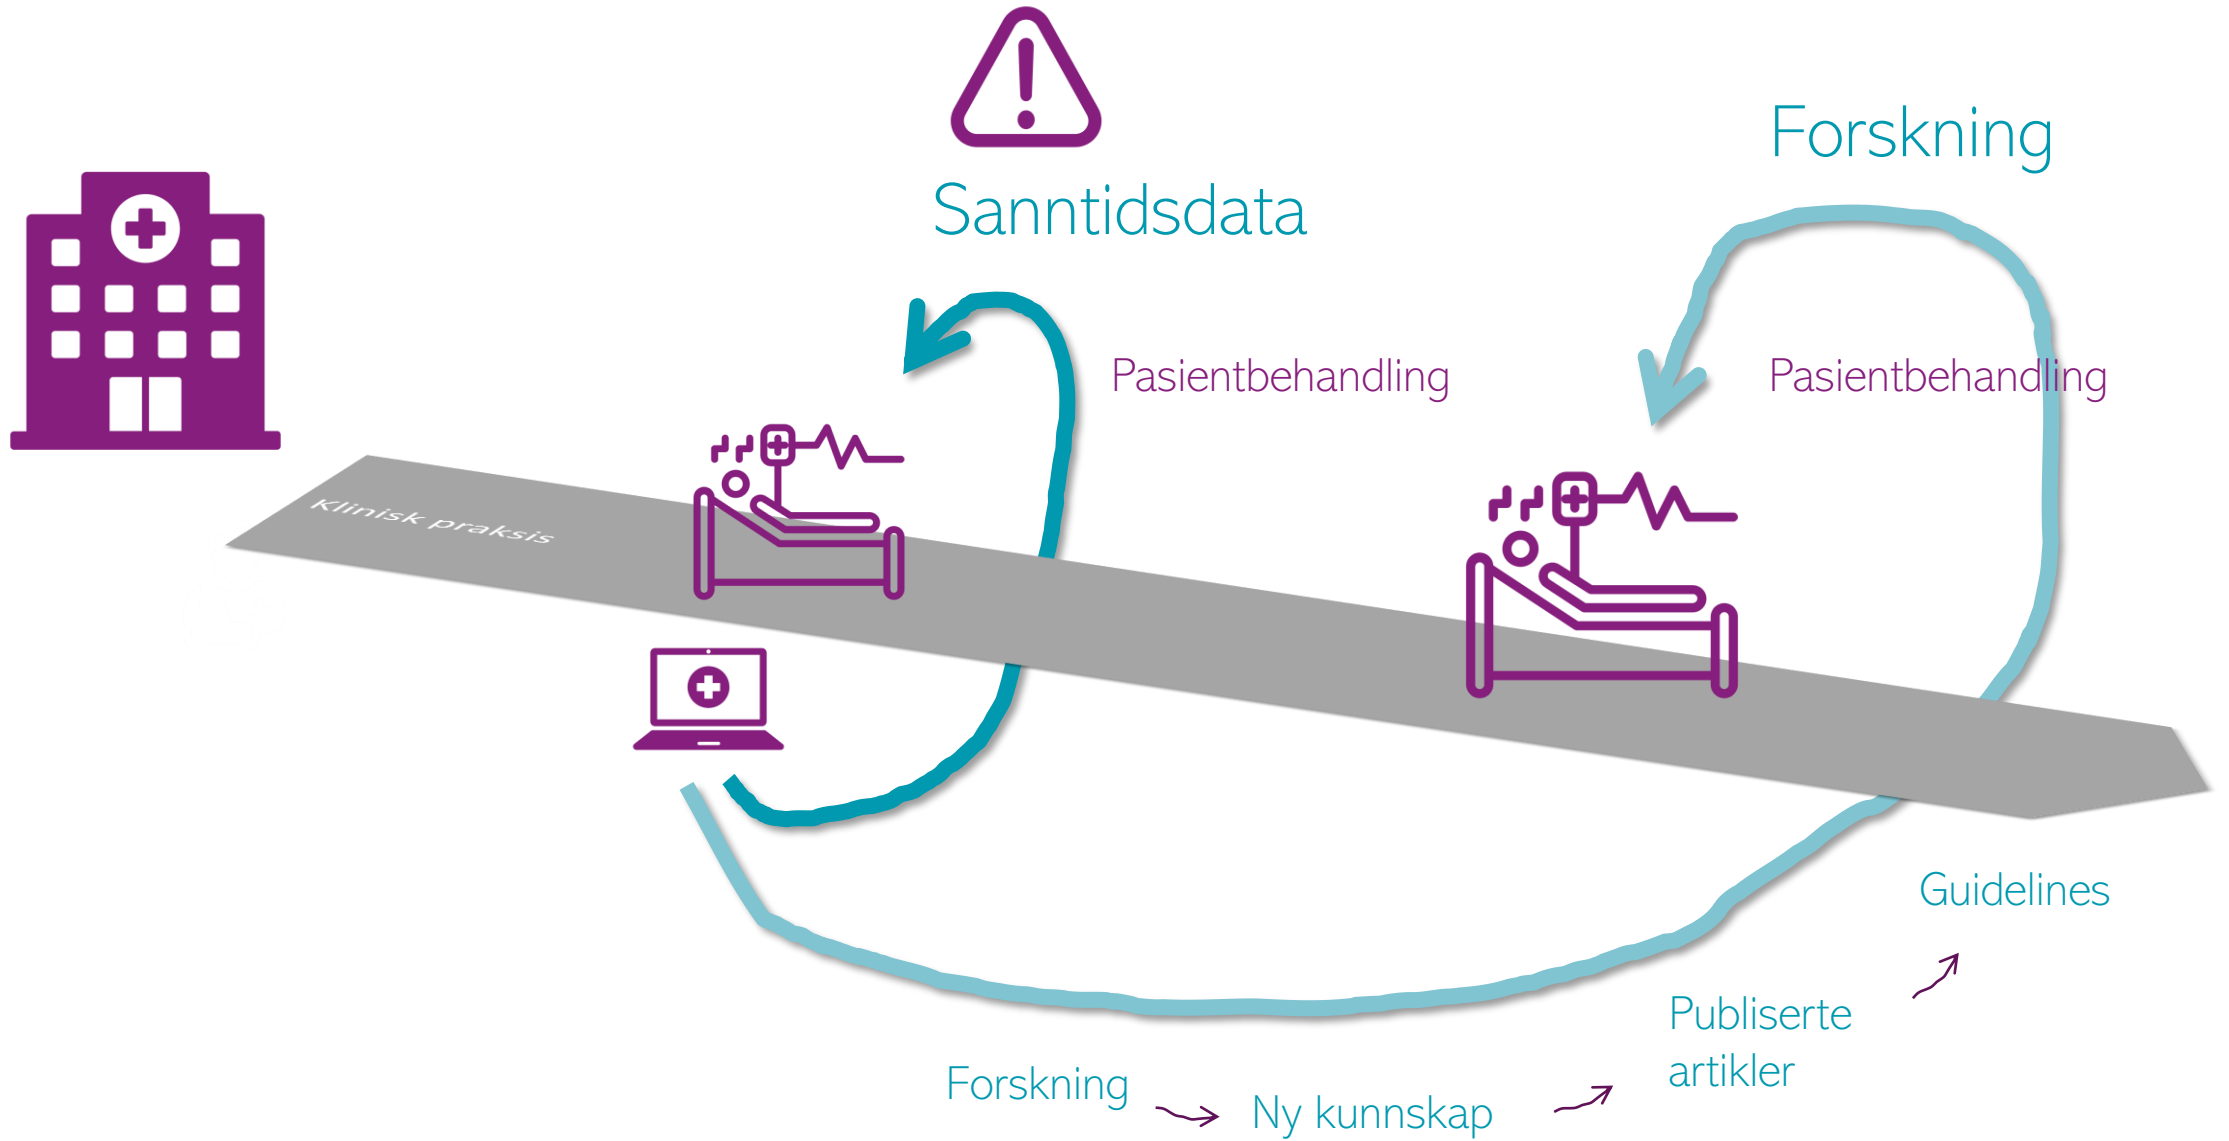 Forskning
Sanntidsdata
Pasientbehandling
Pasientbehandling
Klinisk praksis
Guidelines
Publiserte
artikler
Forskning
Ny kunnskap